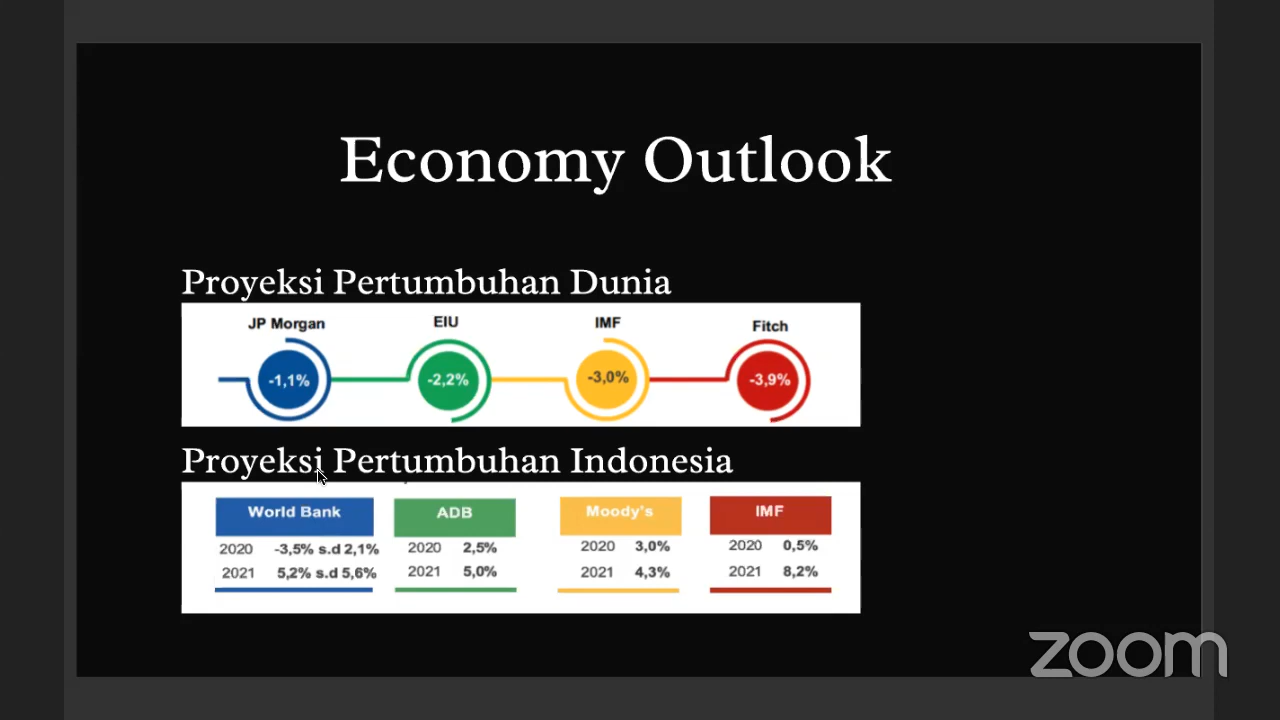 Economy Outlook
Proyeksi Pertumbuhan Dunia
JP Morgan EIU IMF Fitch
-1,1% -2,2% -3,0% -3,9%
Proyeksi Pertumbuhan Indonesia
World Bank ADB Moody's IMF
2020 -3,5% s.d 2,1% 2020 2,5% 2020 3,0% 2020 0,5%
2021 5,2% s.d 5,6% 2021 5,0% 2021 4,3% 2021 8,2%
zoom